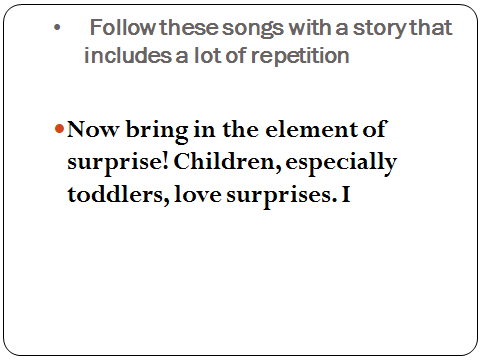 • Follow these songs with a story that
includes a lot of repetition
•Now bring in the element of
surprise! Children, especially
toddlers, love surprises. I